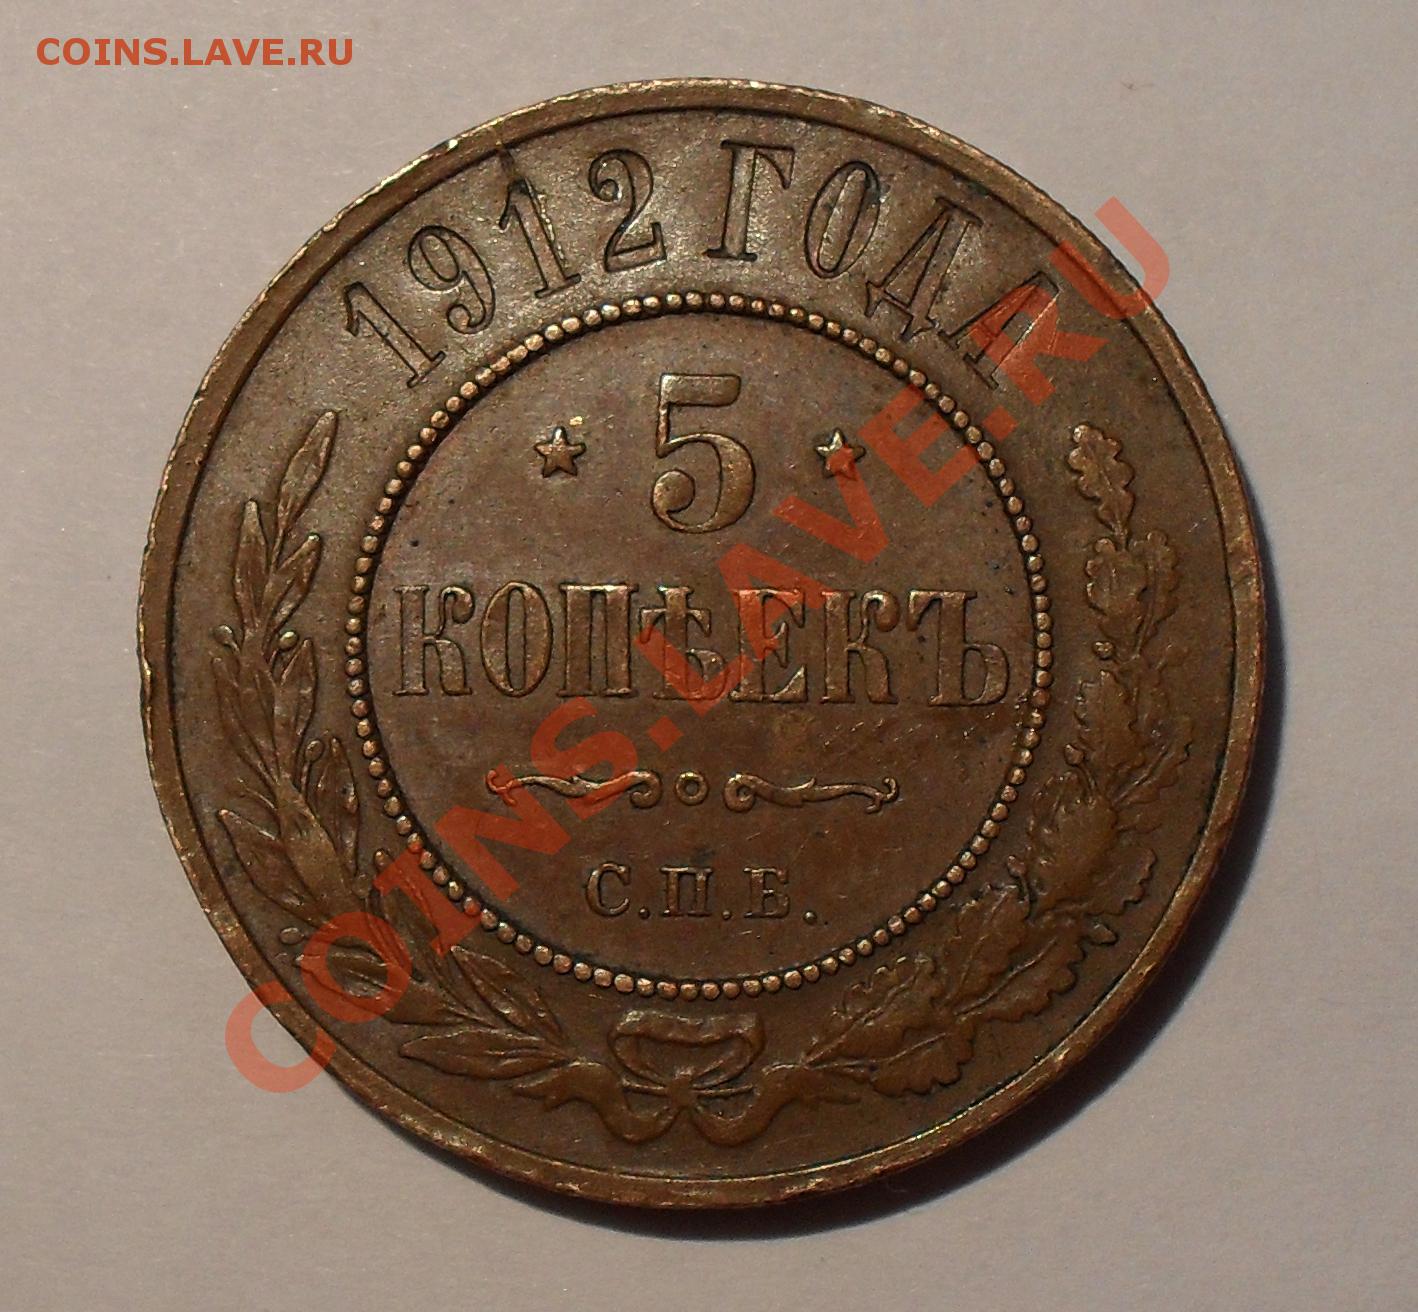 COINS.LAVE.RU
1912 ГОДА
5
КОПѢЕКЪ
С.П.Б.
COINS.LAVE.RU